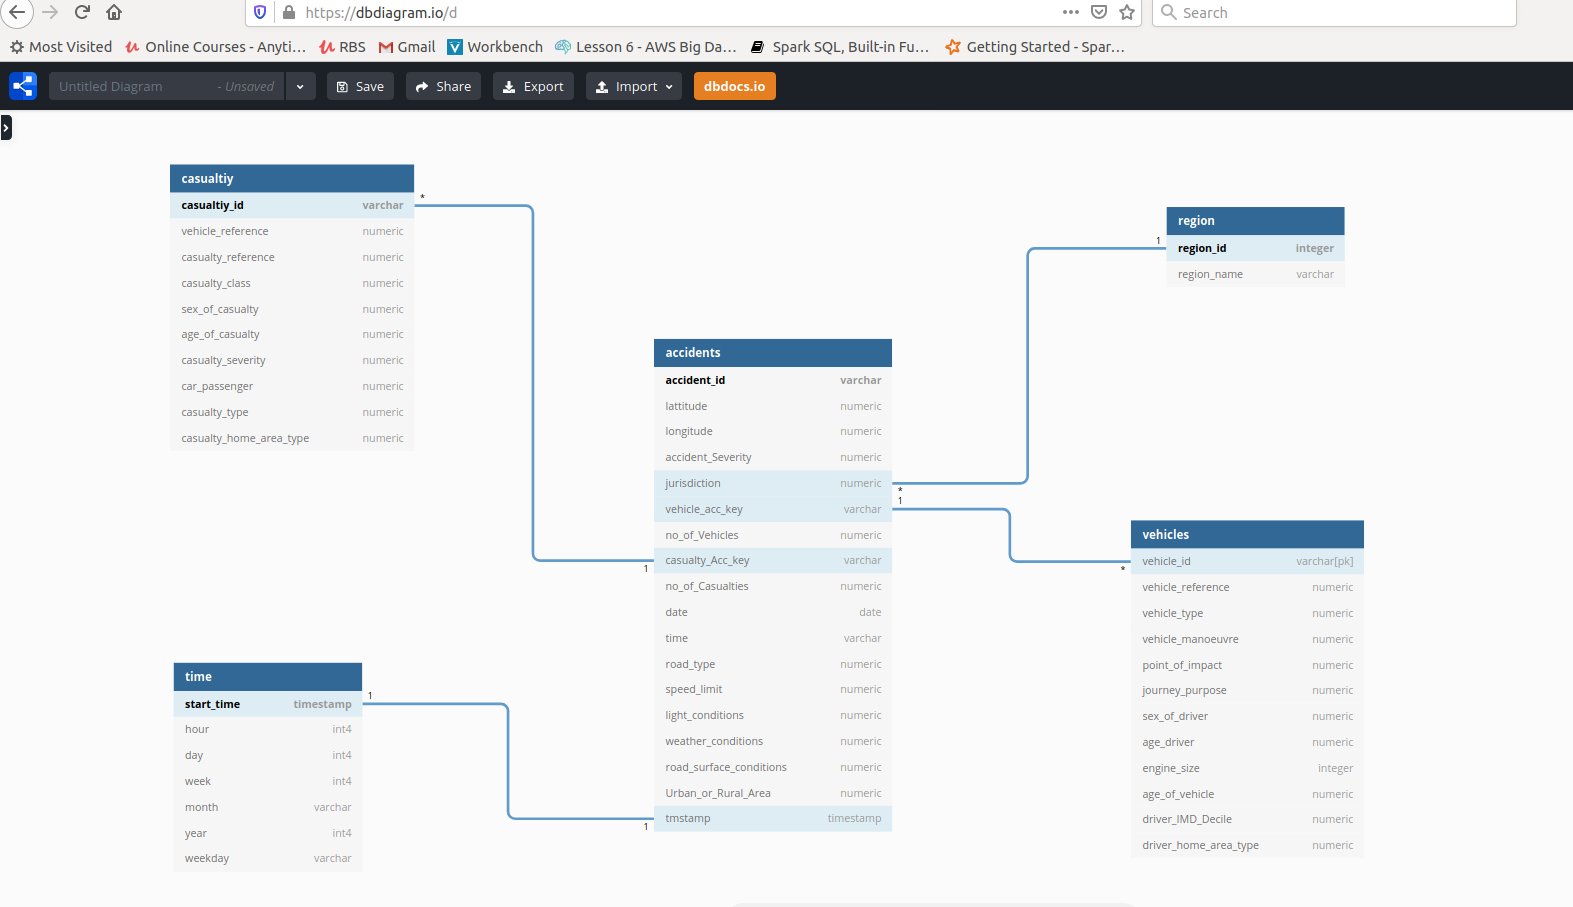 https://dbdiagram.io/d
Search
Most Visited Online Courses - Anyti… RBS Gmail Workbench Lesson 6 - AWS Big Da… Spark SQL, Built-in Fu… Getting Started - Spar…
Untitled Diagram - Unsaved Save Share Export Import dbdocs.io
casualtiy
casualtiy_id varchar
vehicle_reference numeric
casualty_reference numeric
casualty_class numeric
sex_of_casualty numeric
age_of_casualty numeric
casualty_severity numeric
car_passenger numeric
casualty_type numeric
casualty_home_area_type numeric
*
1
region
region_id integer
region_name varchar
1
*
accidents
accident_id varchar
lattitude numeric
longitude numeric
accident_Severity numeric
jurisdiction numeric
vehicle_acc_key varchar
no_of_Vehicles numeric
casualty_Acc_key varchar
no_of_Casualties numeric
date date
time varchar
road_type numeric
speed_limit numeric
light_conditions numeric
weather_conditions numeric
road_surface_conditions numeric
Urban_or_Rural_Area numeric
tmstamp timestamp
1
*
vehicles
vehicle_id varchar[pk]
vehicle_reference numeric
vehicle_type numeric
vehicle_manoeuvre numeric
point_of_impact numeric
journey_purpose numeric
sex_of_driver numeric
age_driver numeric
engine_size integer
age_of_vehicle numeric
driver_IMD_Decile numeric
driver_home_area_type numeric
time
start_time timestamp
hour int4
day int4
week int4
month varchar
year int4
weekday varchar
1
1